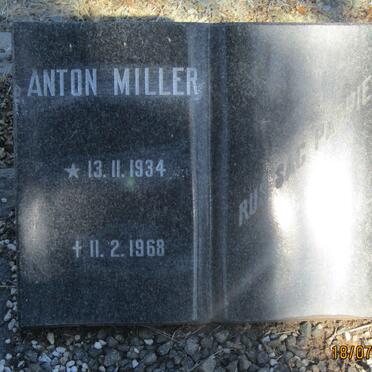 ANTON MILLER
★ 13. 11. 1934
† 11. 2. 1968
18/07